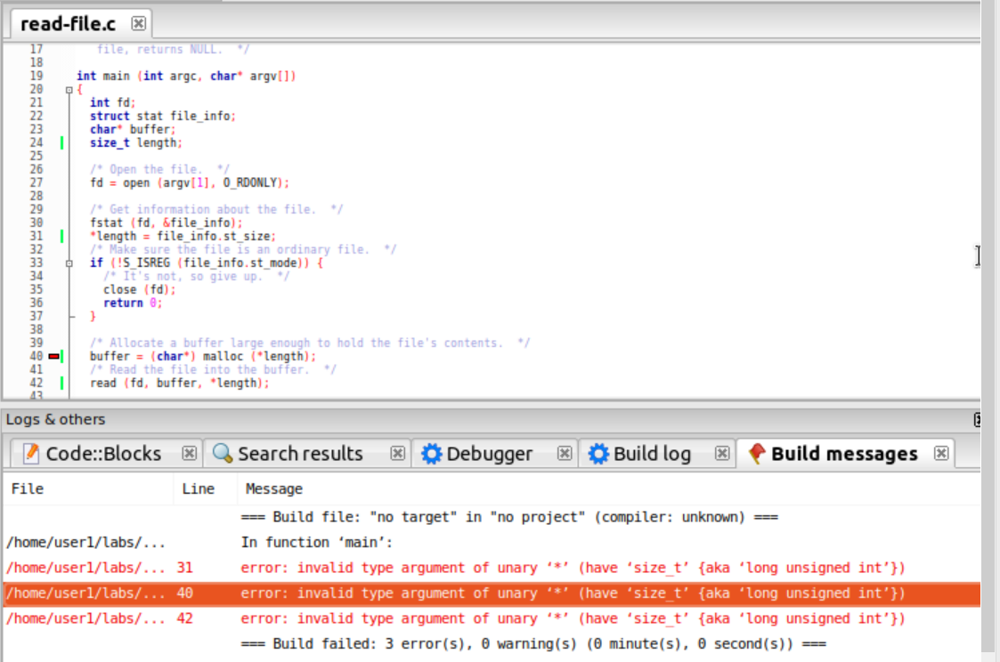 read-file.c
17 file, returns NULL. */
18
19 int main (int argc, char* argv[])
20 {
21 int fd;
22 struct stat file_info;
23 char* buffer;
24 size_t length;
25
26 /* Open the file. */
27 fd = open (argv[1], O_RDONLY);
28
29 /* Get information about the file. */
30 fstat (fd, &file_info);
31 *length = file_info.st_size;
32 /* Make sure the file is an ordinary file. */
33 if (!S_ISREG (file_info.st_mode)) {
34 /* It's not, so give up. */
35 close (fd);
36 return 0;
37 }
38
39 /* Allocate a buffer large enough to hold the file's contents. */
40 buffer = (char*) malloc (*length);
41 /* Read the file into the buffer. */
42 read (fd, buffer, *length);
43
Logs & others
Code::Blocks Search results Debugger Build log Build messages
File Line Message
=== Build file: "no target" in "no project" (compiler: unknown) ===
/home/user1/labs/... In function ‘main’:
/home/user1/labs/... 31 error: invalid type argument of unary ‘*’ (have ‘size_t’ {aka ‘long unsigned int’})
/home/user1/labs/... 40 error: invalid type argument of unary ‘*’ (have ‘size_t’ {aka ‘long unsigned int’})
/home/user1/labs/... 42 error: invalid type argument of unary ‘*’ (have ‘size_t’ {aka ‘long unsigned int’})
=== Build failed: 3 error(s), 0 warning(s) (0 minute(s), 0 second(s)) ===